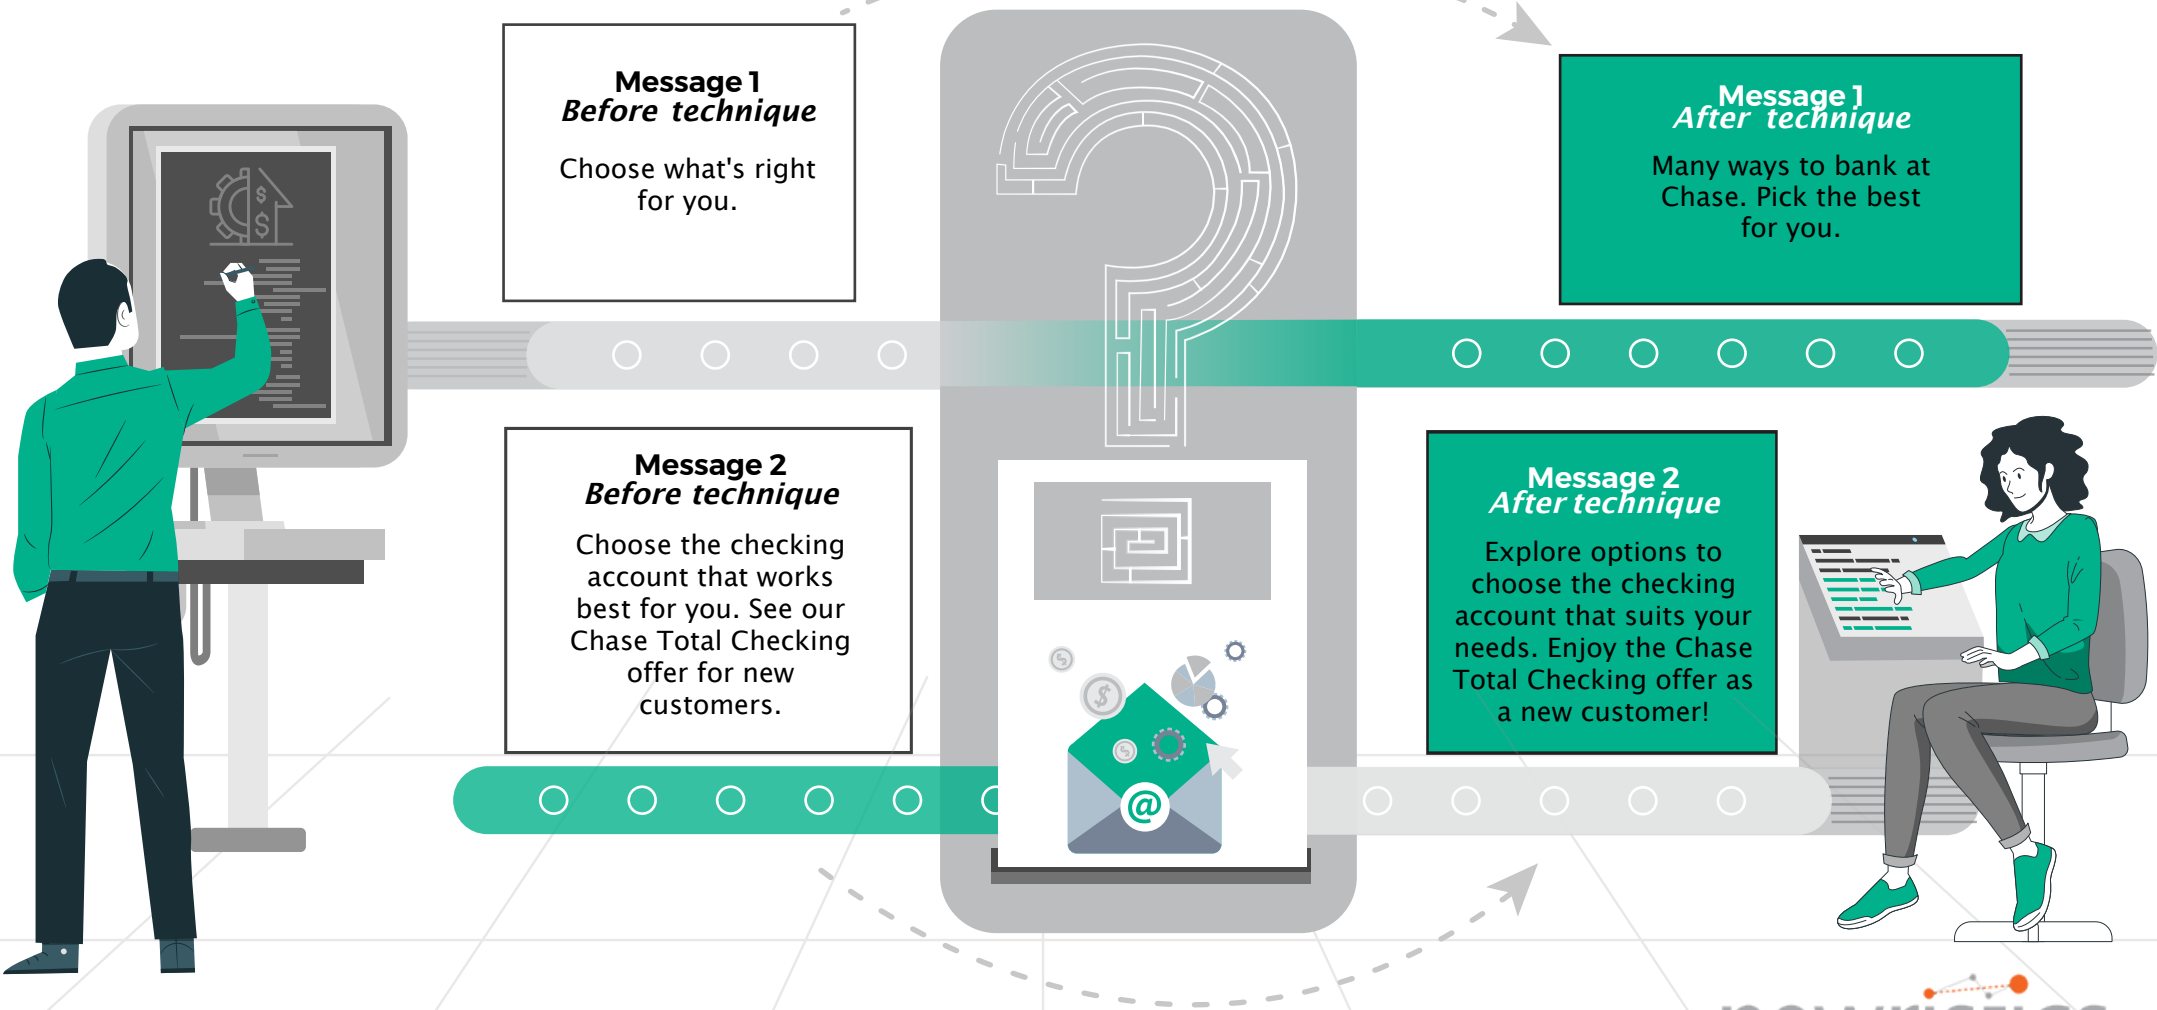 Message 1
Before technique
Choose what's right
for you.
Message 1
After technique
Many ways to bank at
Chase. Pick the best
for you.
Message 2
Before technique
Choose the checking
account that works
best for you. See our
Chase Total Checking
offer for new
customers.
Message 2
After technique
Explore options to
choose the checking
account that suits your
needs. Enjoy the Chase
Total Checking offer as
a new customer!
@